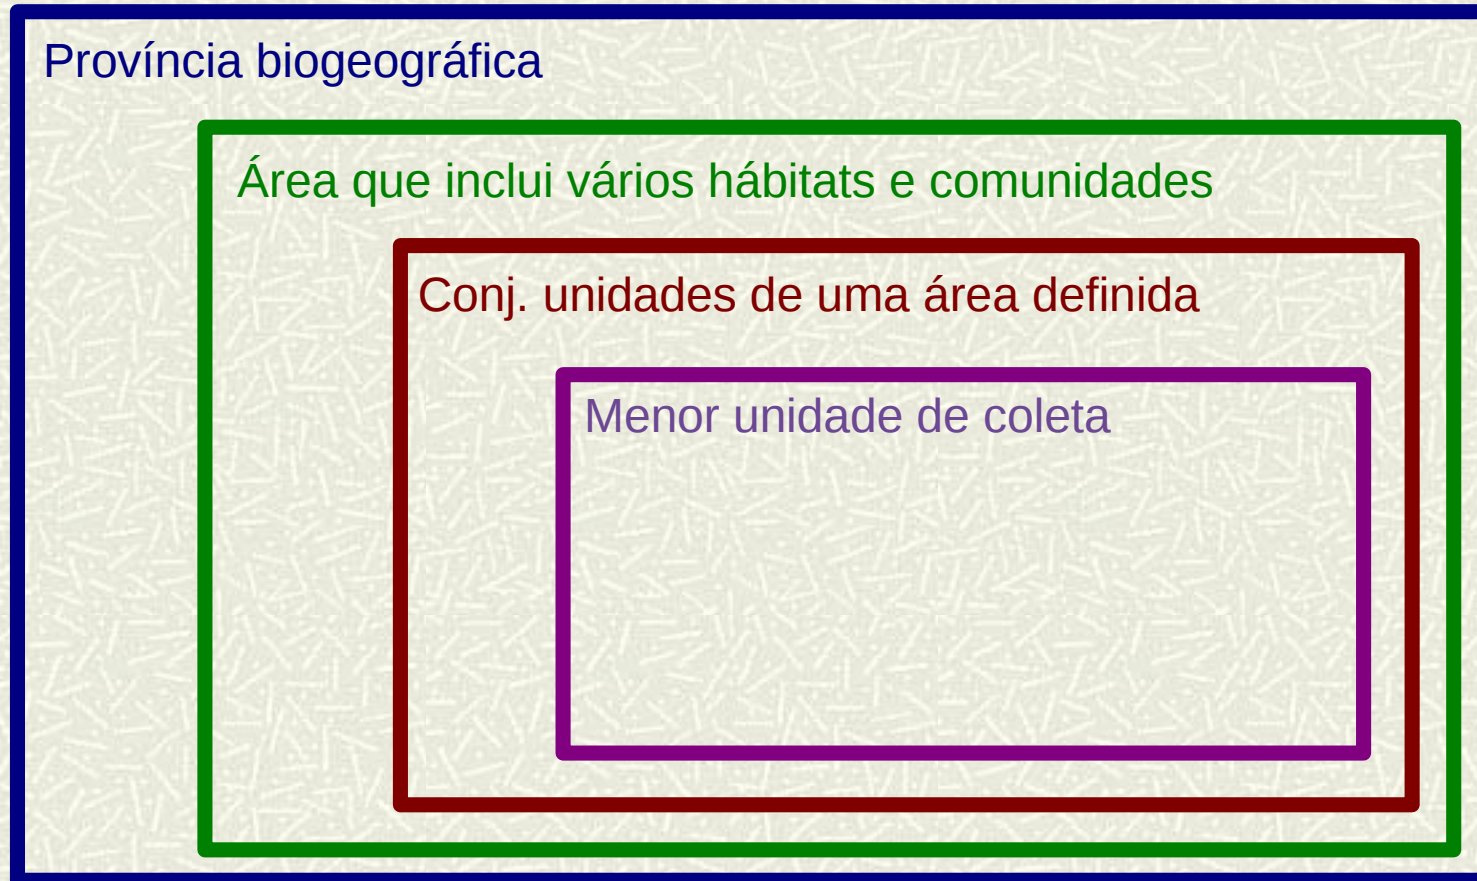 Província biogeográfica
Área que inclui vários hábitats e comunidades
Conj. unidades de uma área definida
Menor unidade de coleta